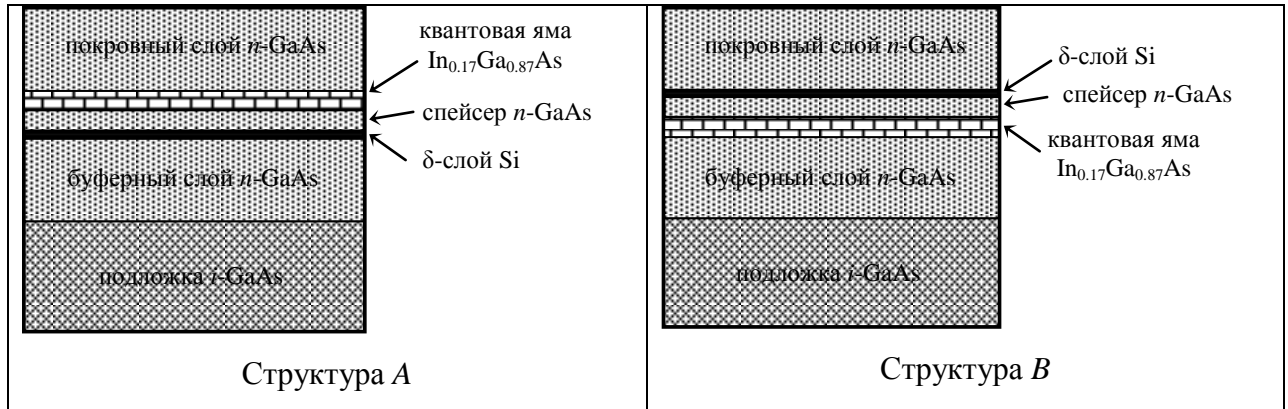 покровный слой n-GaAs
квантовая яма
In0.17Ga0.87As
спейсер n-GaAs
δ-слой Si
буферный слой n-GaAs
подложка i-GaAs
Структура A
покровный слой n-GaAs
δ-слой Si
спейсер n-GaAs
квантовая яма
In0.17Ga0.87As
буферный слой n-GaAs
подложка i-GaAs
Структура B